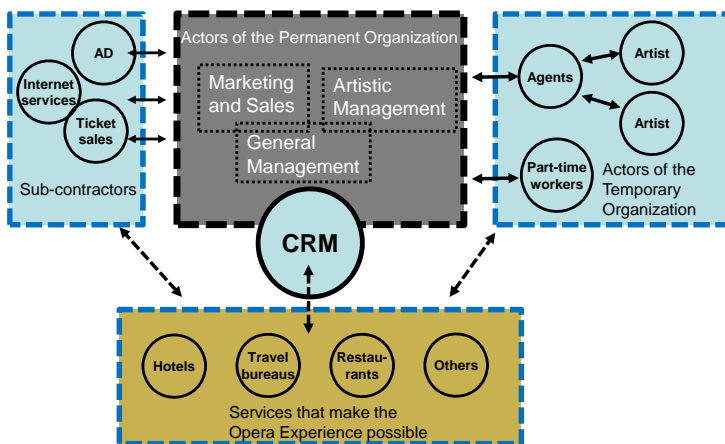 AD
Internet
services
Ticket
sales
Sub-contractors
Actors of the Permanent Organization
Marketing
and Sales
Artistic
Management
General
Management
CRM
Agents
Artist
Artist
Part-time
workers
Actors of the
Temporary
Organization
Hotels
Travel
bureaus
Restau-
rants
Others
Services that make the
Opera Experience possible